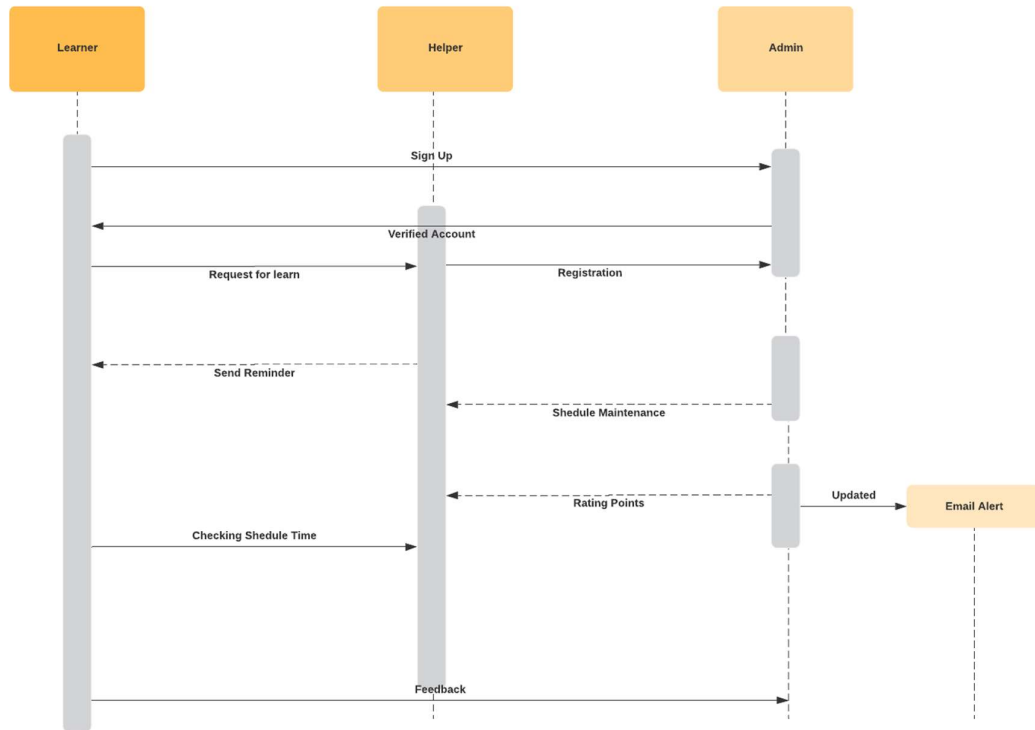 Learner
Helper
Admin
Sign Up
Verified Account
Request for learn
Registration
Send Reminder
Shedule Maintenance
Rating Points
Updated
Email Alert
Checking Shedule Time
Feedback